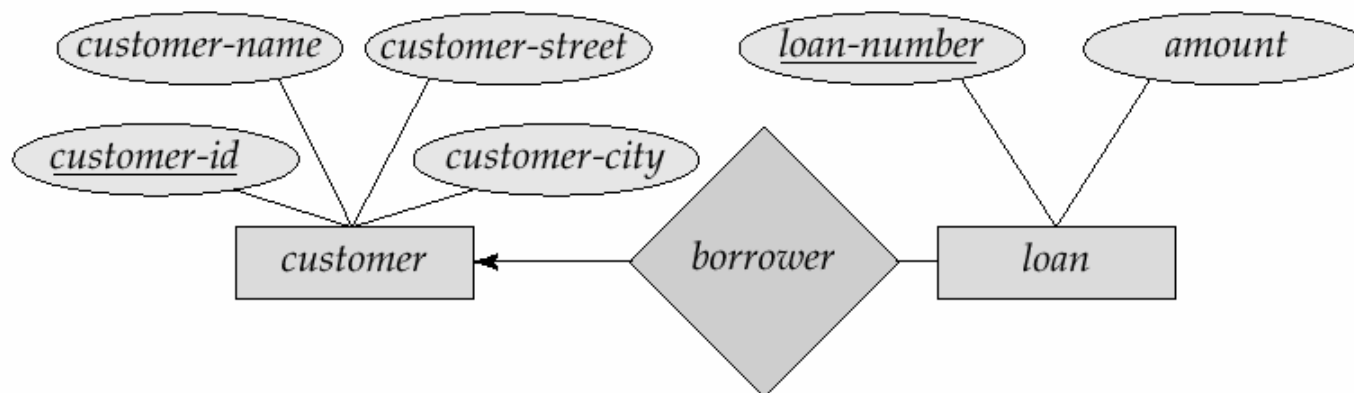 customer-name
customer-street
loan-number
amount
customer-id
customer-city
customer
borrower
loan